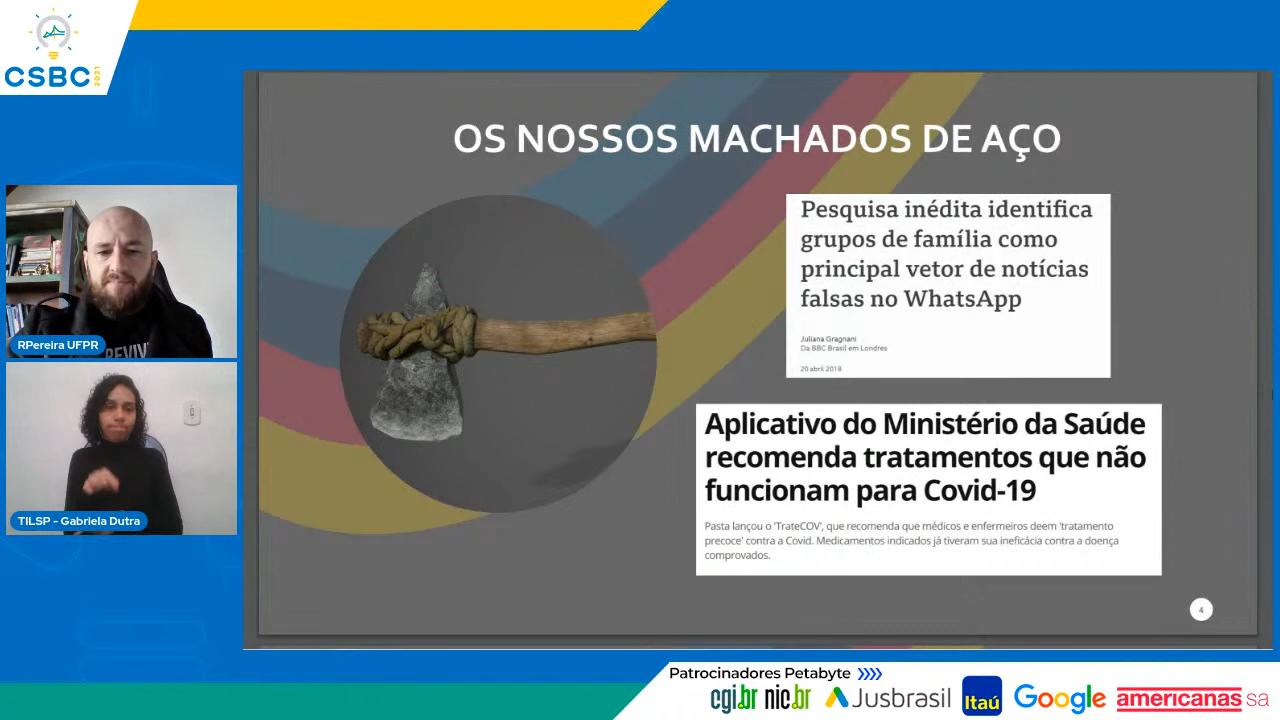 CSBC
2021
OS NOSSOS MACHADOS DE AÇO
Pesquisa inédita identifica
grupos de família como
principal vetor de notícias
falsas no WhatsApp
Juliana Gragnani
Da BBC Brasil em Londres
20 abril 2018
Aplicativo do Ministério da Saúde
recomenda tratamentos que não
funcionam para Covid-19
Pasta lançou o 'TrateCOV', que recomenda que médicos e enfermeiros deem 'tratamento
precoce' contra a Covid. Medicamentos indicados já tiveram sua ineficácia contra a doença
comprovados.
4
REVIV
RPereira UFPR
TILSP - Gabriela Dutra
Patrocinadores Petabyte
cgi.br nic.br Jusbrasil Itaú Google americanas sa